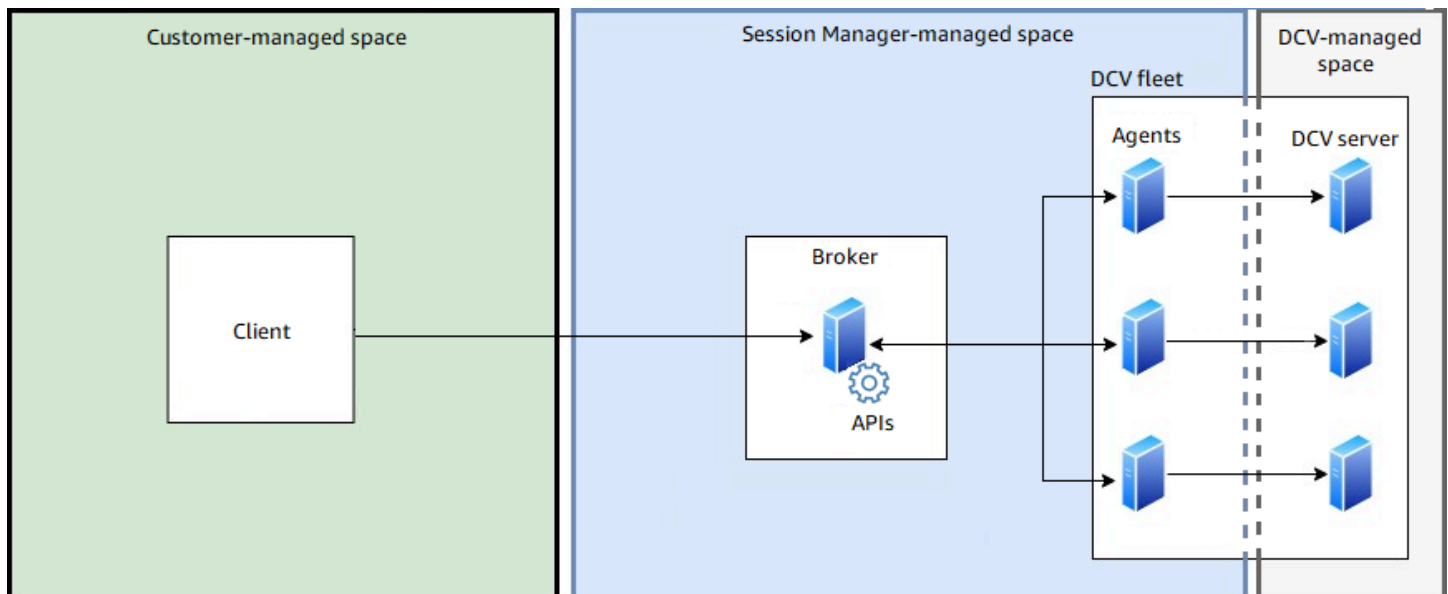 Customer-managed space
Session Manager-managed space
DCV-managed
space
DCV fleet
Agents
DCV server
Broker
Client
APIs